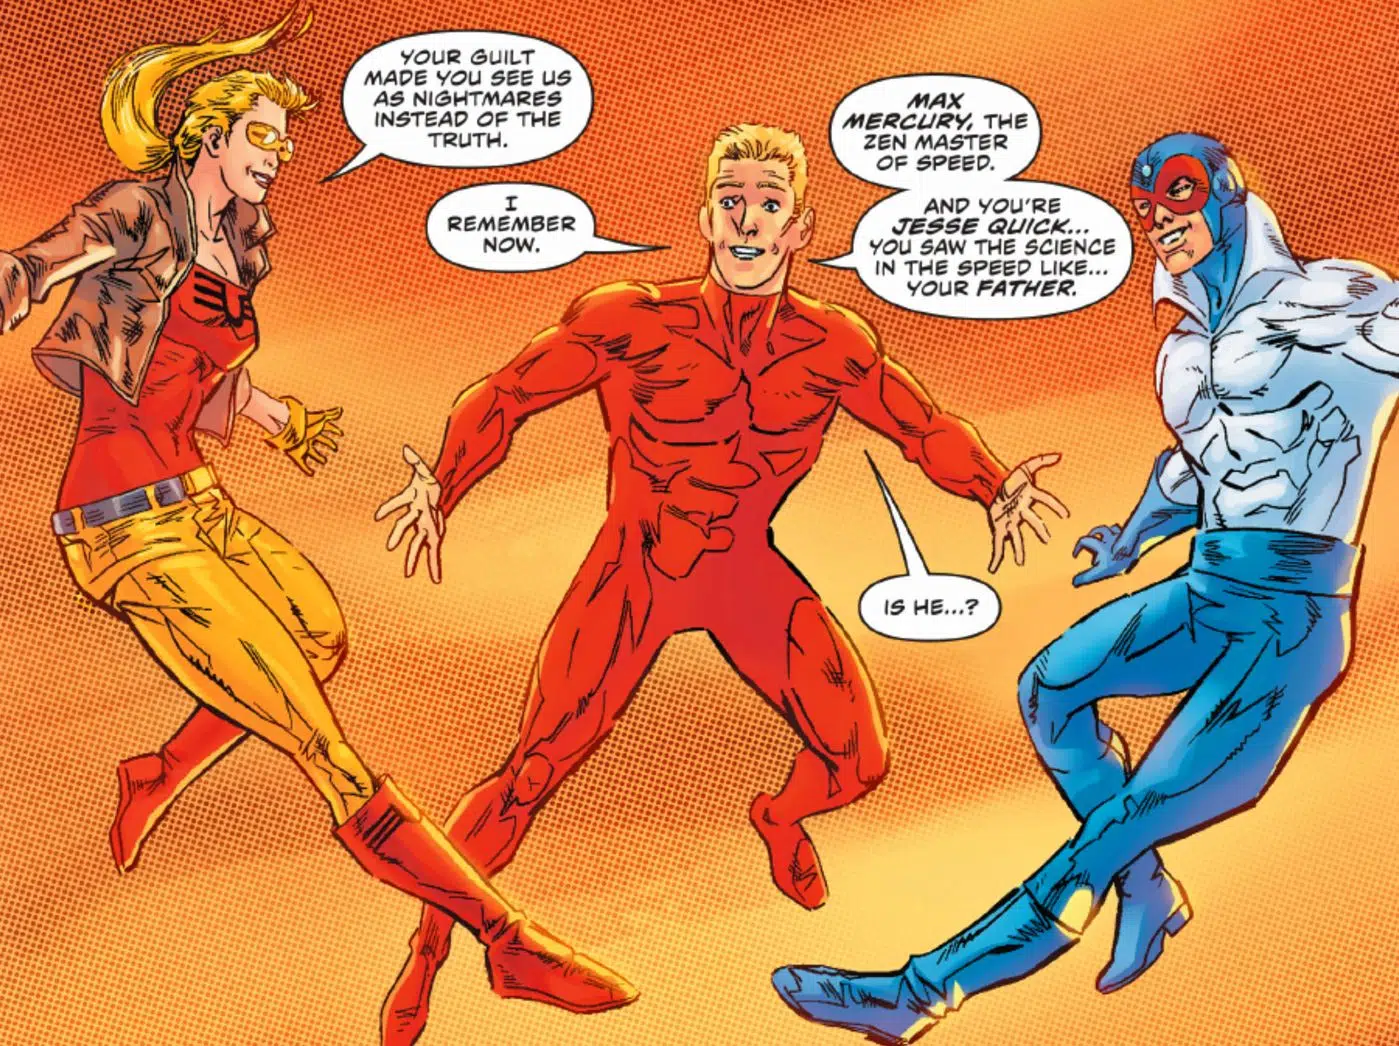 YOUR GUILT
MADE YOU SEE US
AS NIGHTMARES
INSTEAD OF THE
TRUTH.
I
REMEMBER
NOW.
MAX
MERCURY, THE
ZEN MASTER
OF SPEED.
AND YOU'RE
JESSE QUICK...
YOU SAW THE SCIENCE
IN THE SPEED LIKE...
YOUR FATHER.
IS HE...?